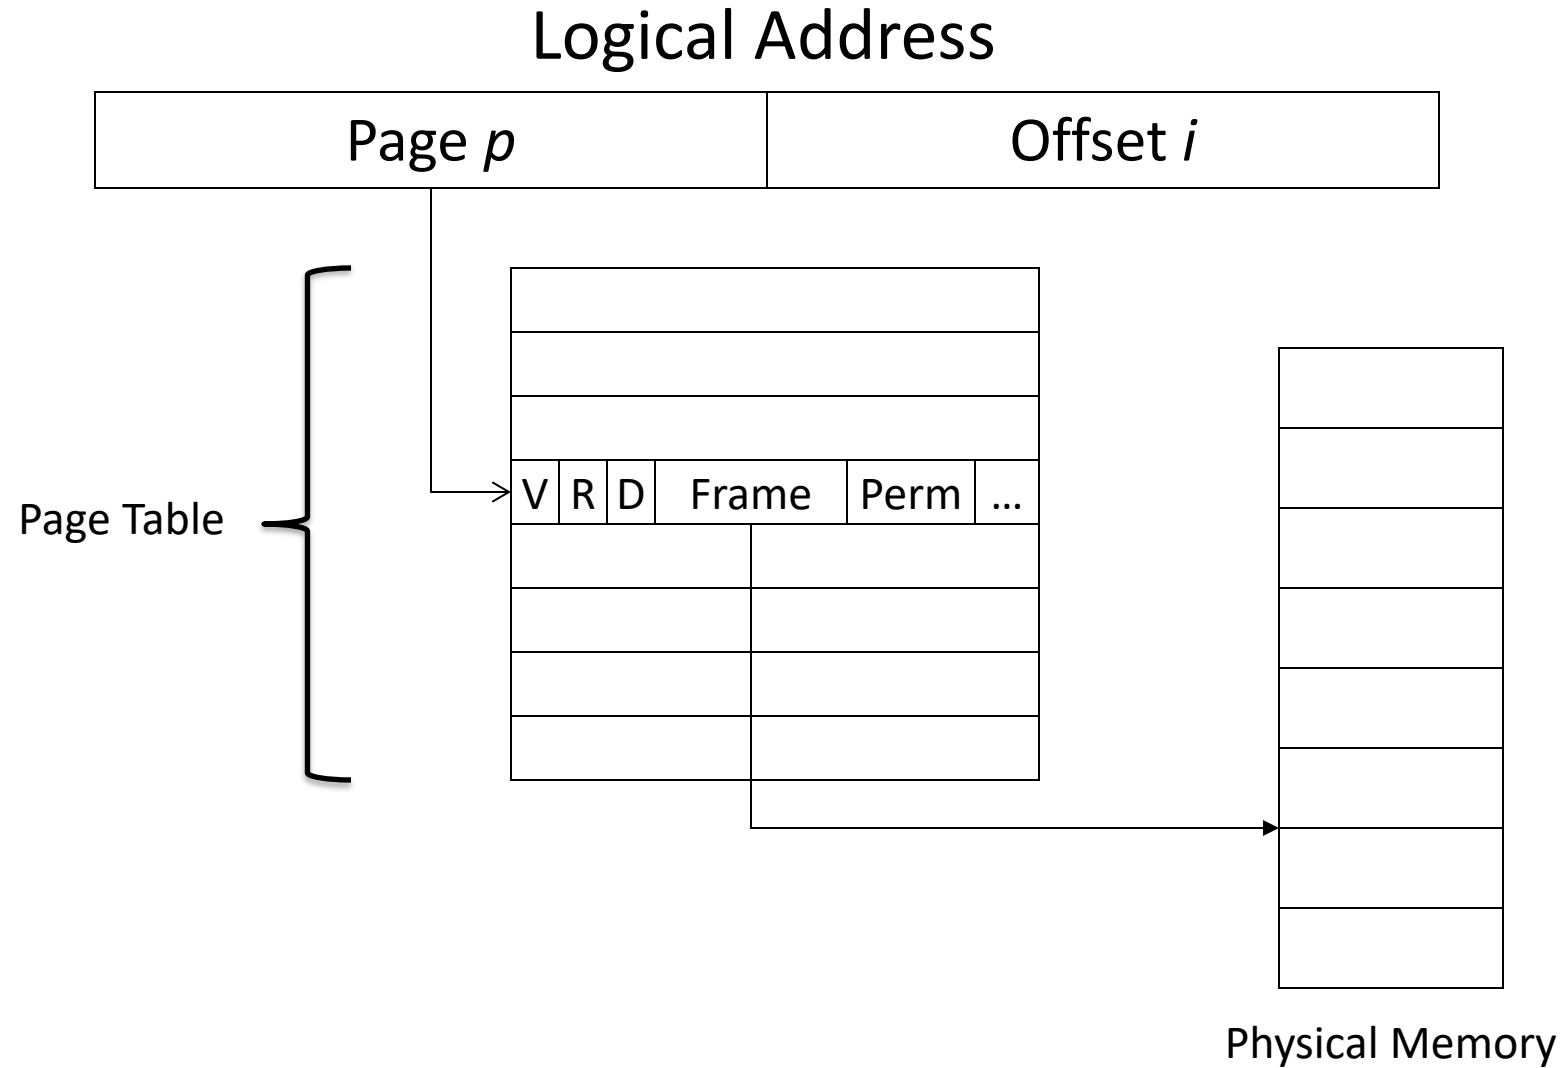 Logical Address
Page p
Offset i
Page Table
V R D Frame Perm ...
Physical Memory